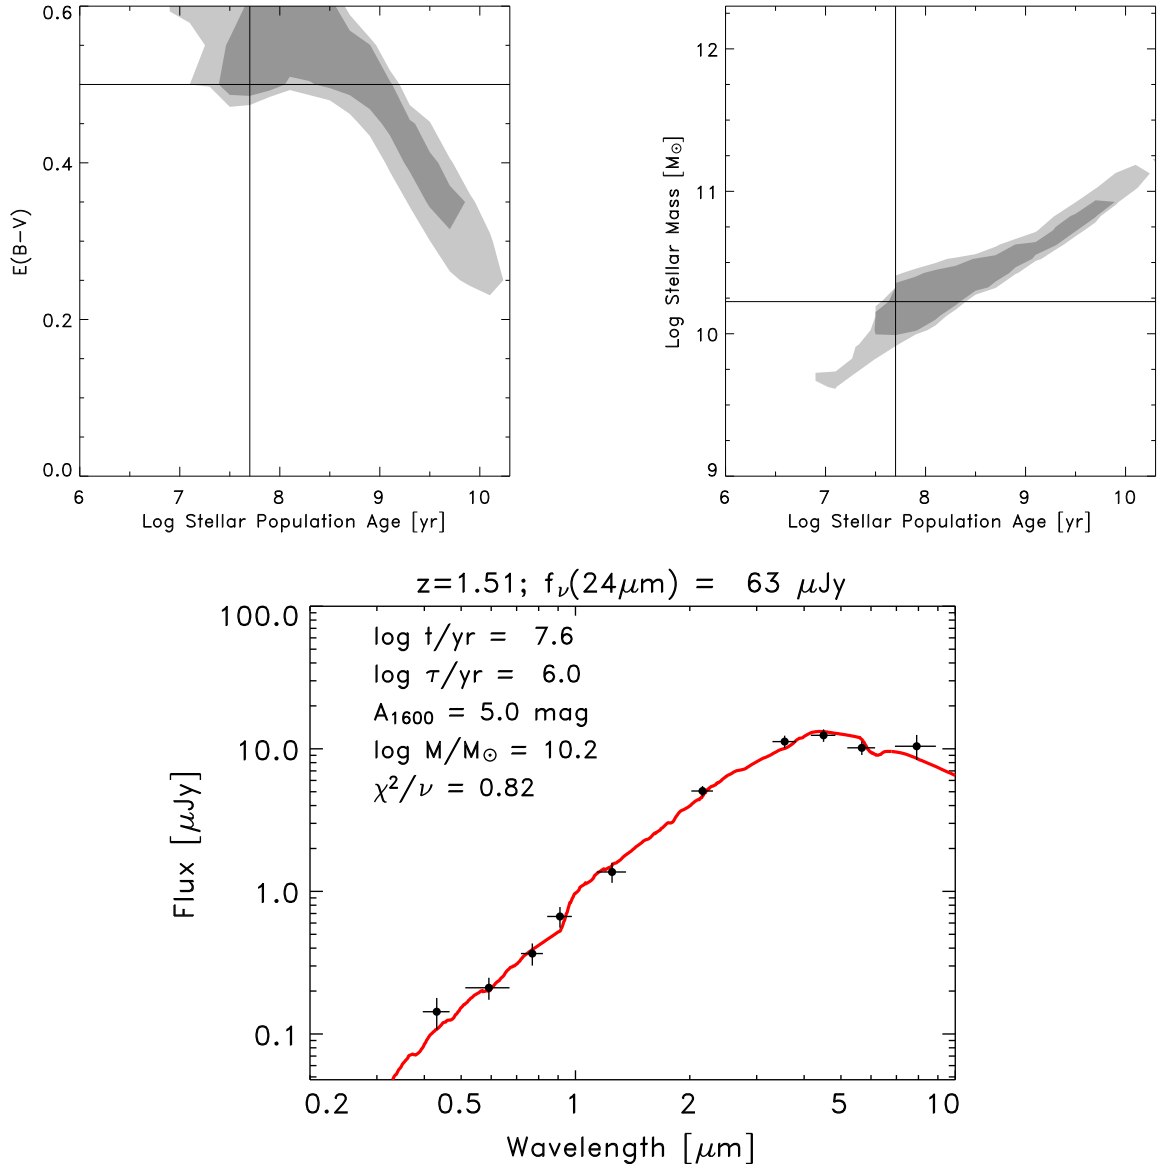 0.6
0.4
0.2
0.0
E(B−V)
6 7 8 9 10
Log Stellar Population Age [yr]
12
11
10
9
Log Stellar Mass [M☉]
6 7 8 9 10
Log Stellar Population Age [yr]
z=1.51; fν(24μm) = 63 μJy
log t/yr = 7.6
log τ/yr = 6.0
A1600 = 5.0 mag
log M/M☉ = 10.2
χ²/ν = 0.82
100.0
10.0
1.0
0.1
Flux [μJy]
0.2 0.5 1 2 5 10
Wavelength [μm]